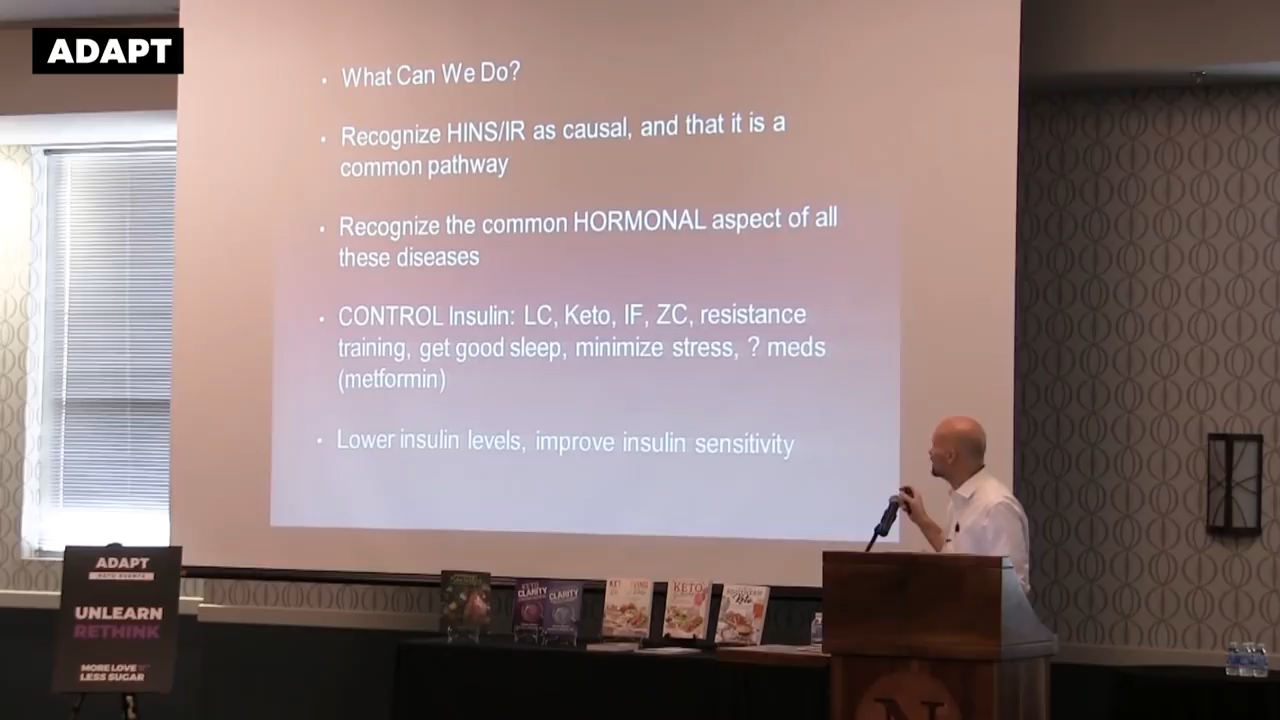 ADAPT
• What Can We Do?
• Recognize HINS/IR as causal, and that it is a
common pathway
• Recognize the common HORMONAL aspect of all
these diseases
• CONTROL Insulin: LC, Keto, IF, ZC, resistance
training, get good sleep, minimize stress, ? meds
(metformin)
• Lower insulin levels, improve insulin sensitivity
ADAPT
UNLEARN
RETHINK
MORE LOVE
LESS SUGAR
CLARITY
CLARITY
KETO
N